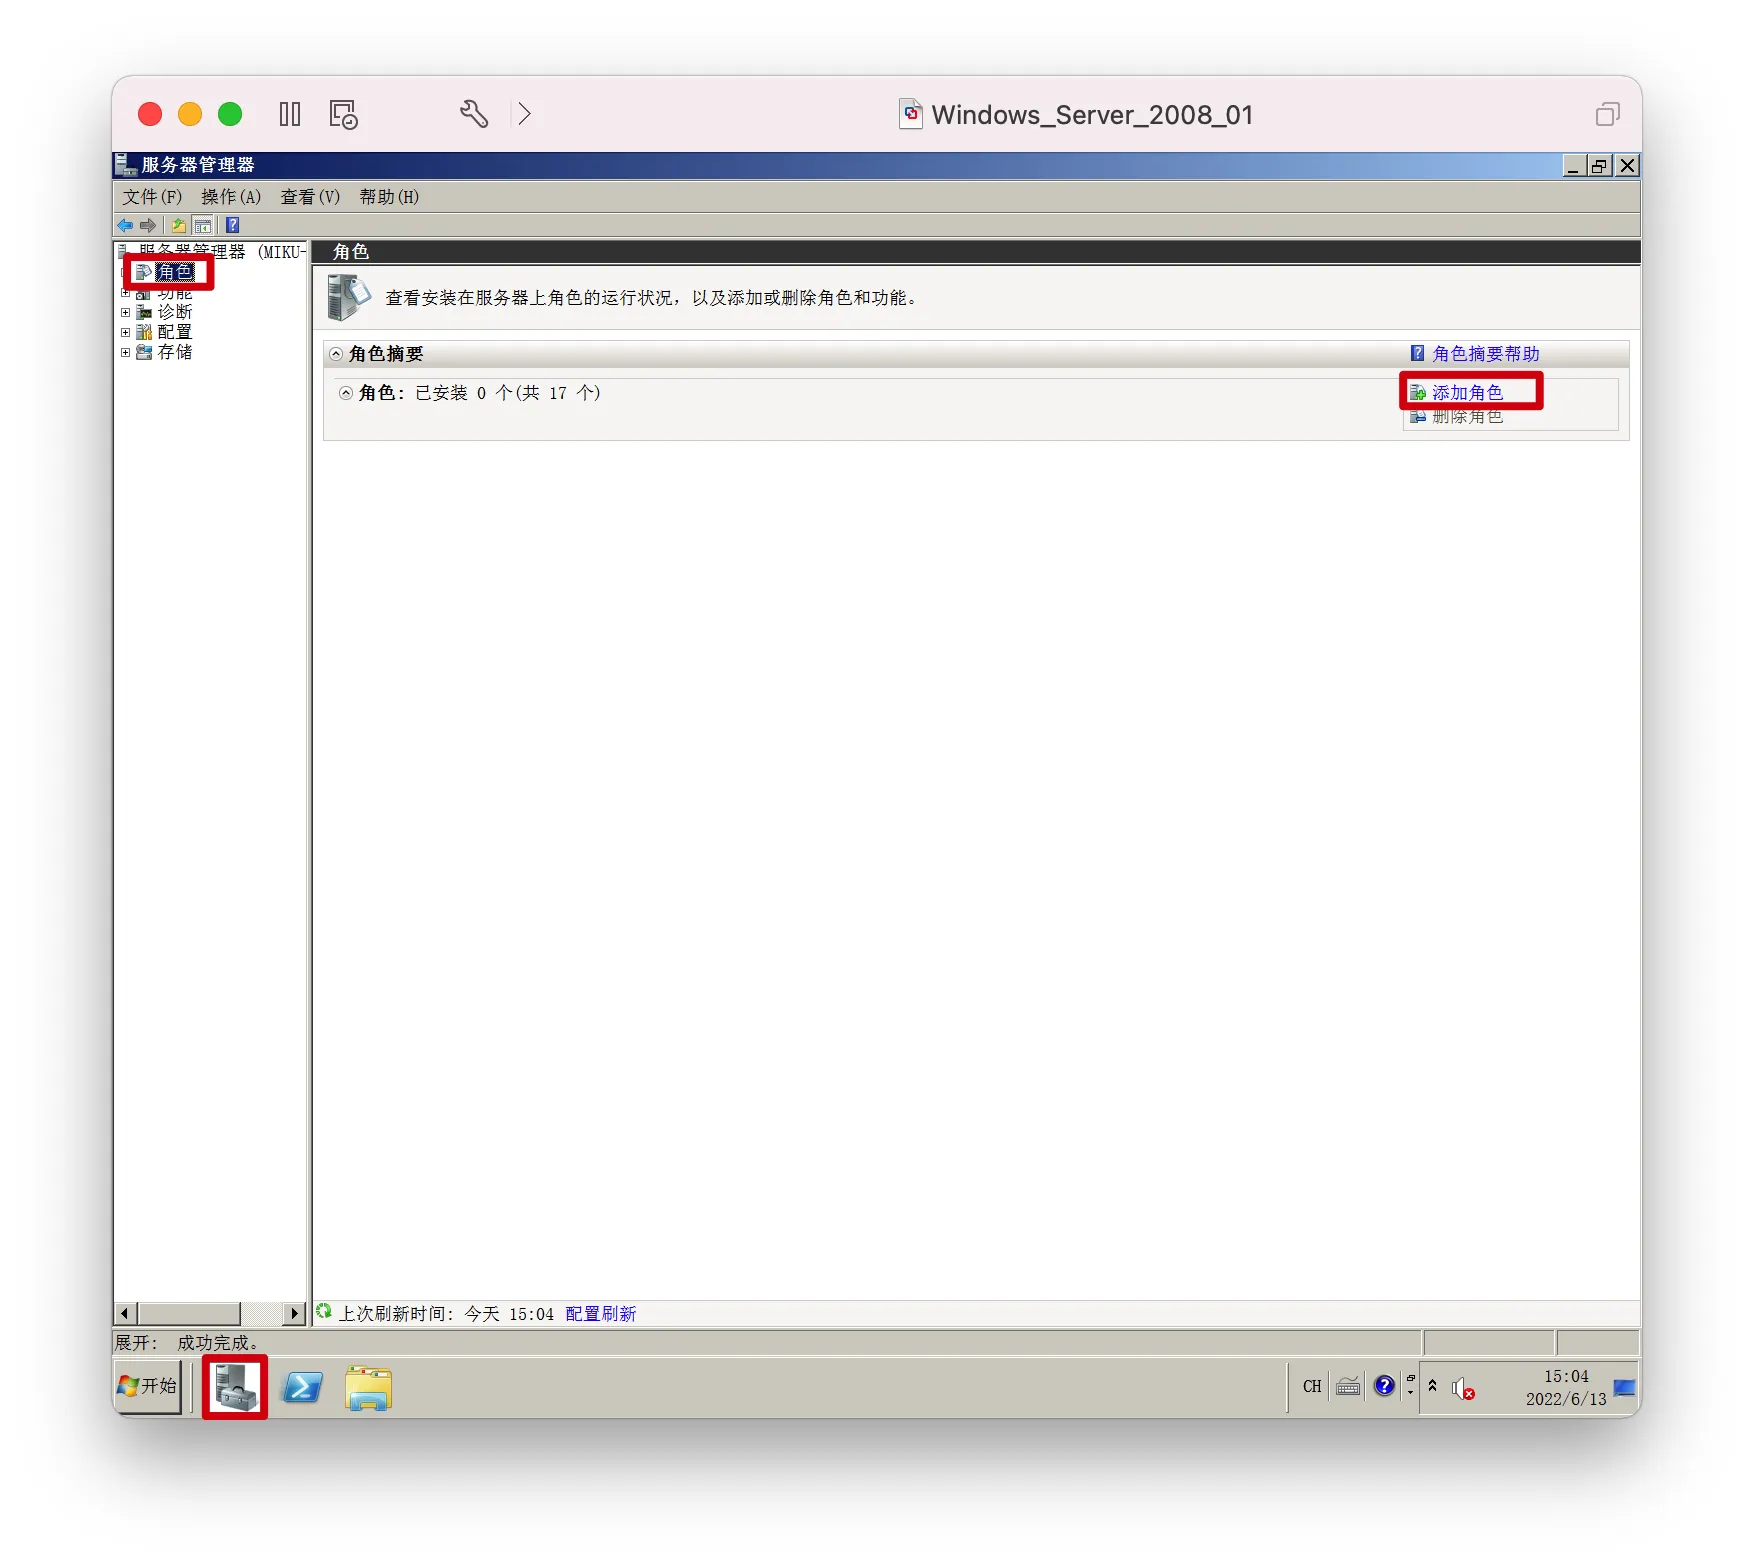 Windows_Server_2008_01
服务器管理器
文件(F) 操作(A) 查看(V) 帮助(H)
服务器管理器 (MIKU-
角色
功能
诊断
配置
存储
角色
查看安装在服务器上角色的运行状况，以及添加或删除角色和功能。
角色摘要
角色摘要帮助
角色: 已安装 0 个(共 17 个)
添加角色
删除角色
上次刷新时间: 今天 15:04 配置刷新
展开: 成功完成。
开始
CH
15:04
2022/6/13